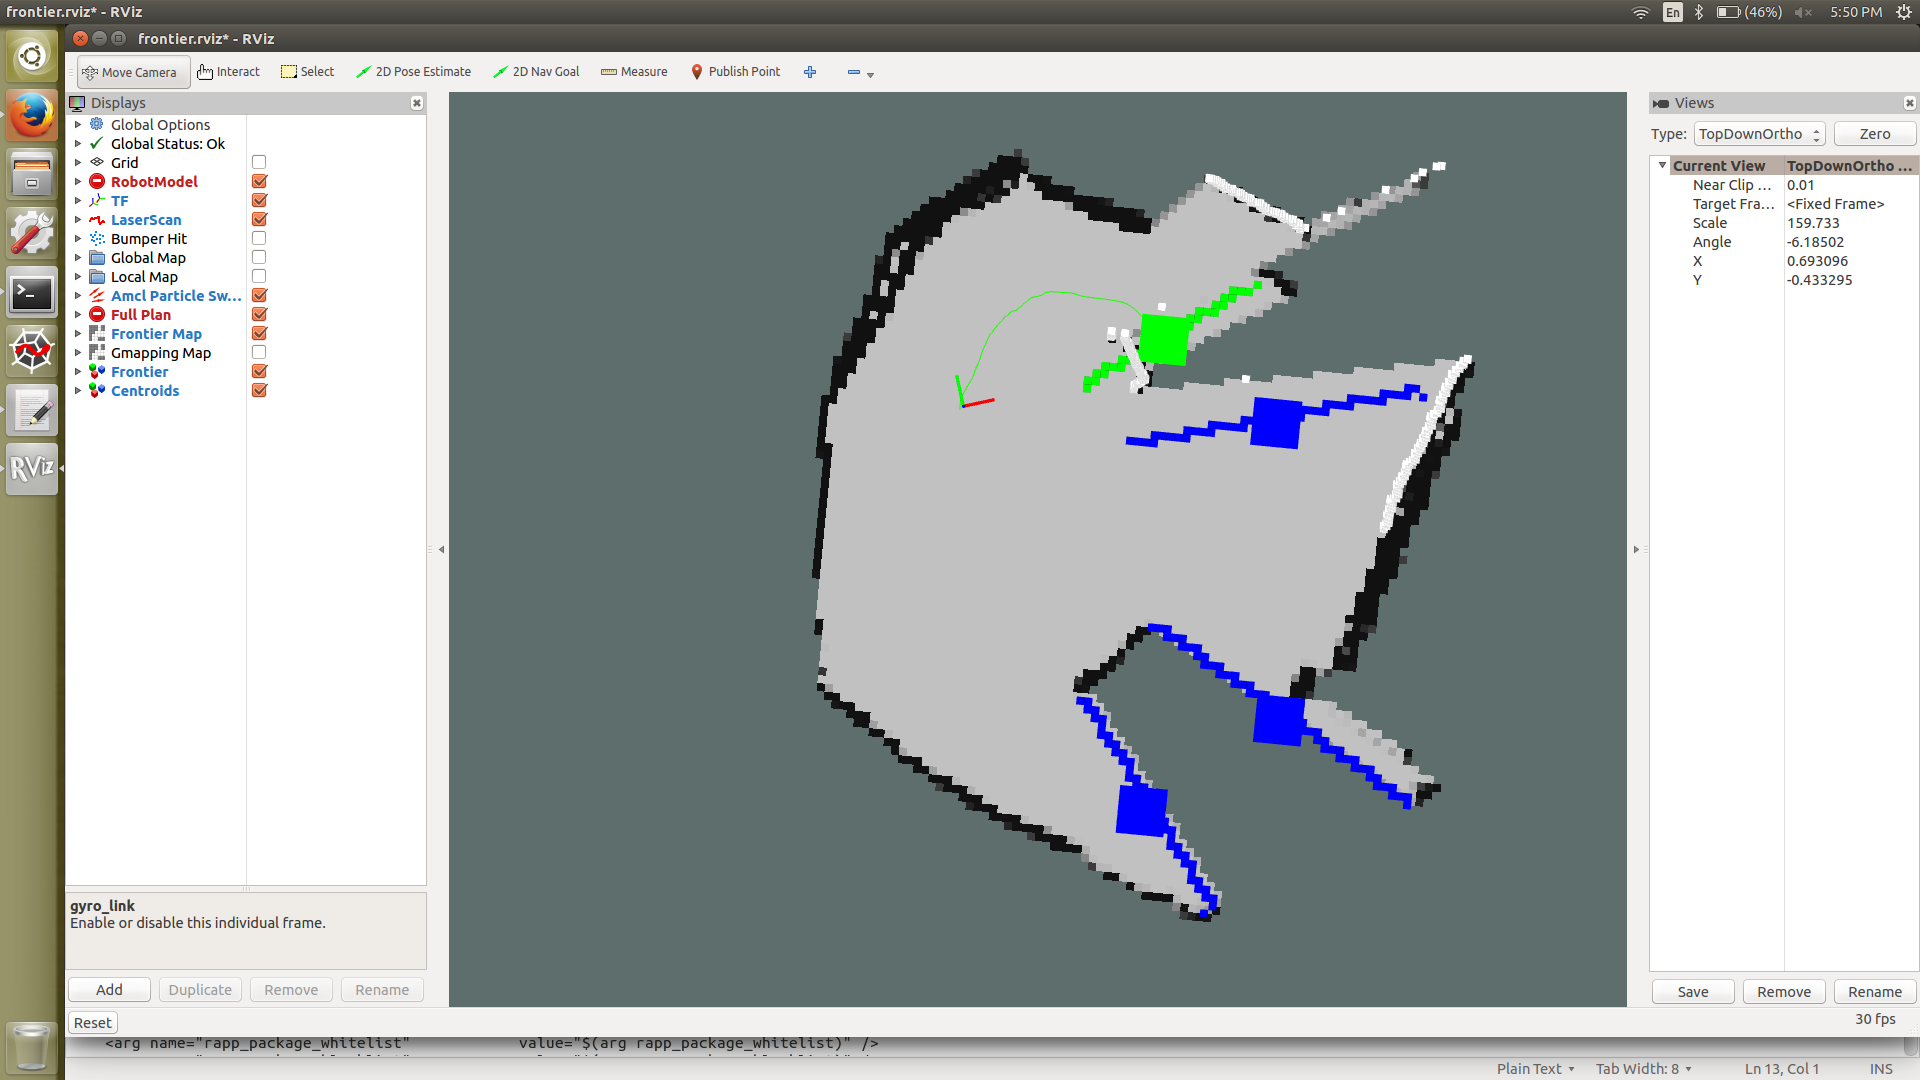 frontier.rviz* - RViz
En
(46%)
5:50 PM
frontier.rviz* - RViz
Move Camera
Interact
Select
2D Pose Estimate
2D Nav Goal
Measure
Publish Point
Displays
Global Options
Global Status: Ok
Grid
RobotModel
TF
LaserScan
Bumper Hit
Global Map
Local Map
Amcl Particle Sw...
Full Plan
Frontier Map
Gmapping Map
Frontier
Centroids
gyro_link
Enable or disable this individual frame.
Add
Duplicate
Remove
Rename
Reset
Views
Type:
TopDownOrtho
Zero
Current View TopDownOrtho ...
Near Clip ... 0.01
Target Fra... <Fixed Frame>
Scale 159.733
Angle -6.18502
X 0.693096
Y -0.433295
Save
Remove
Rename
30 fps
RViz
<arg name="rapp_package_whitelist" value="$(arg rapp_package_whitelist)" />
Plain Text
Tab Width: 8
Ln 13, Col 1
INS